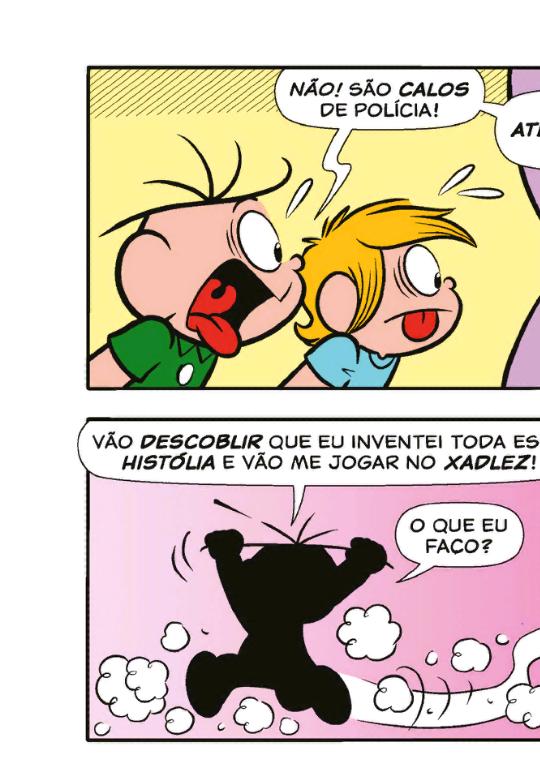 NÃO! SÃO CALOS
DE POLÍCIA!
VÃO DESCOBLIR QUE EU INVENTEI TODA
HISTÓLIA E VÃO ME JOGAR NO XADLEZ!
O QUE EU
FAÇO?